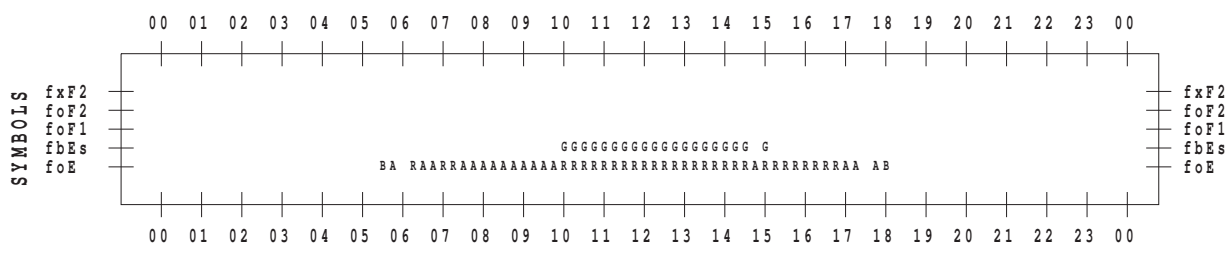 00 01 02 03 04 05 06 07 08 09 10 11 12 13 14 15 16 17 18 19 20 21 22 23 00
SYMBOLS
fxF2 fxF2
foF2 foF2
foF1 foF1
fbEs GGGGGGGGGGGGGGGGGGG G fbEs
foE BA RAARRAAAAAAAAAARRRRRRRRRRRRRRRRRRRARRRRRRRRAA AB foE
00 01 02 03 04 05 06 07 08 09 10 11 12 13 14 15 16 17 18 19 20 21 22 23 00